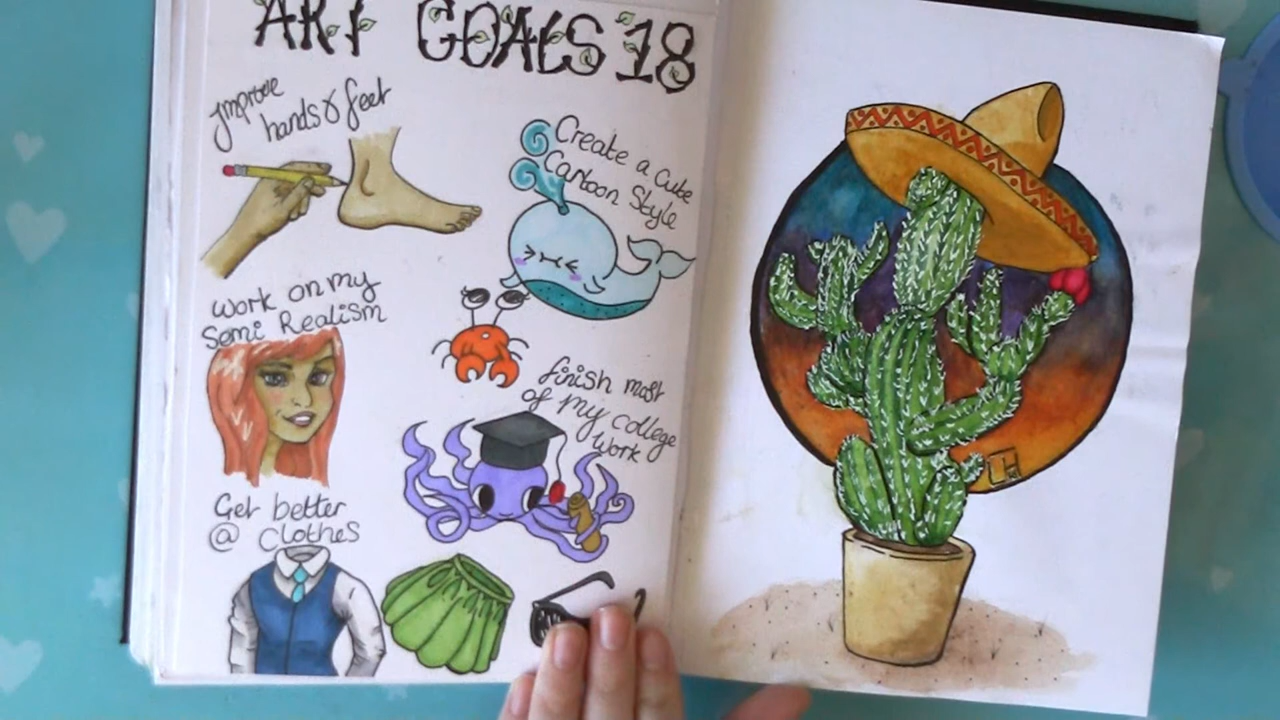 ART GOALS '18
Improve
hands & feet
Create a Cute
Cartoon Style
Work on my
Semi Realism
finish most
of my college
Work
Get better
@ Clothes